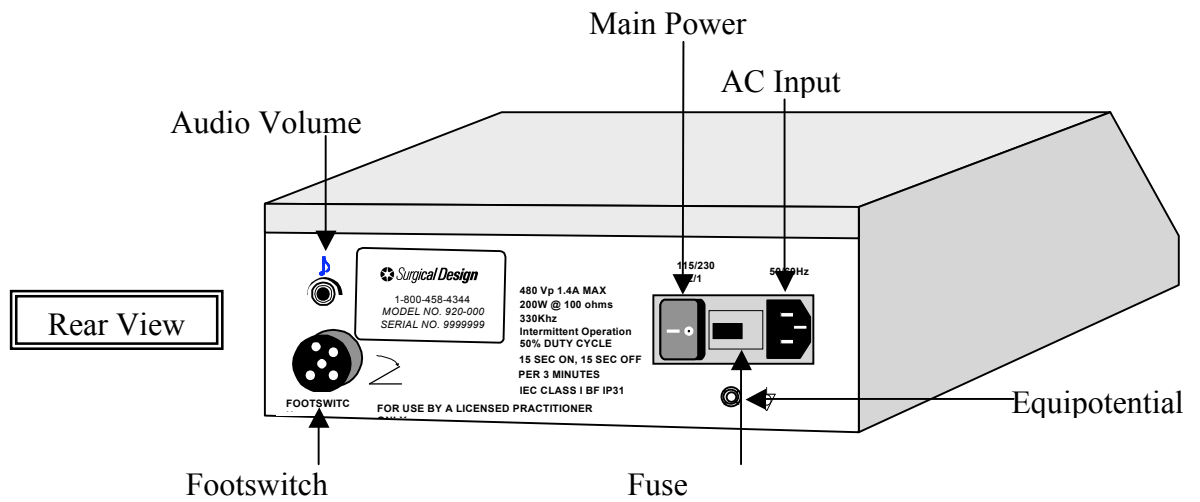 Main Power
AC Input
Audio Volume
Rear View
Surgical Design
1-800-458-4344
MODEL NO. 920-000
SERIAL NO. 9999999
480 Vp 1.4A MAX
200W @ 100 ohms
330Khz
Intermittent Operation
50% DUTY CYCLE
15 SEC ON, 15 SEC OFF
PER 3 MINUTES
IEC CLASS I BF IP31
115/230
50/60Hz
FOOTSWITC
FOR USE BY A LICENSED PRACTITIONER
Equipotential
Footswitch
Fuse